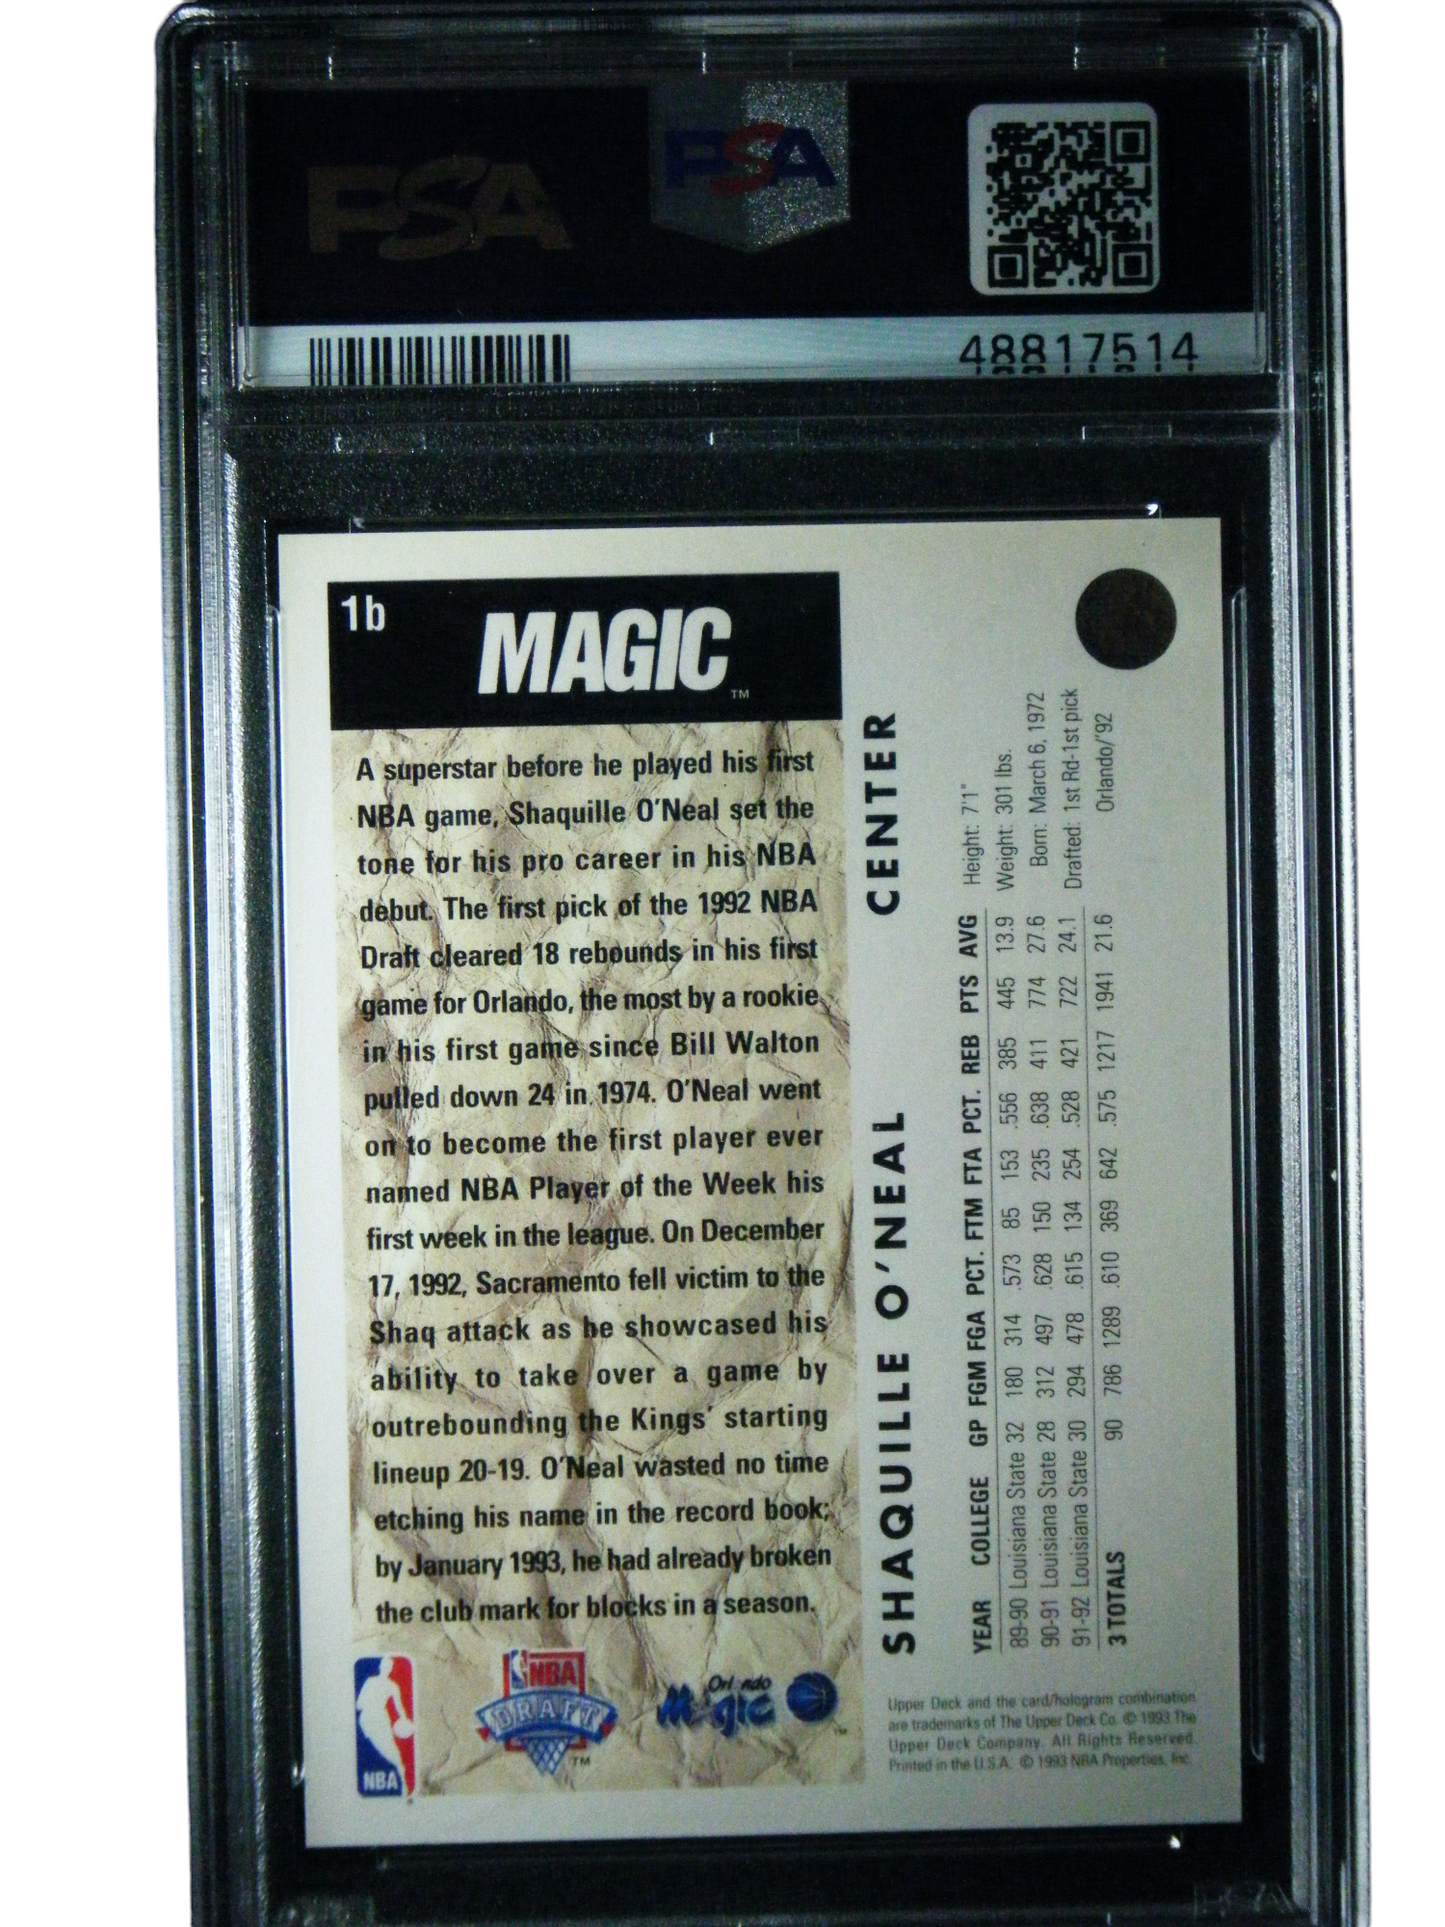 PSA
PSA
48817514
1b
MAGIC™
A superstar before he played his first
NBA game, Shaquille O'Neal set the
tone for his pro career in his NBA
debut. The first pick of the 1992 NBA
Draft cleared 18 rebounds in his first
game for Orlando, the most by a rookie
in his first game since Bill Walton
pulled down 24 in 1974. O'Neal went
on to become the first player ever
named NBA Player of the Week his
first week in the league. On December
17, 1992, Sacramento fell victim to the
Shaq attack as he showcased his
ability to take over a game by
outrebounding the Kings' starting
lineup 20-19. O'Neal wasted no time
etching his name in the record book;
by January 1993, he had already broken
the club mark for blocks in a season.
NBA
NBA
DRAFT™
Orlando
Magic™
SHAQUILLE O'NEAL CENTER
Height: 7'1"
Weight: 301 lbs.
Born: March 6, 1972
Drafted: 1st Rd-1st pick
Orlando/'92
YEAR COLLEGE GP FGM FGA PCT. FTM FTA PCT. REB PTS AVG
89-90 Louisiana State 32 180 314 .573 85 153 .556 385 445 13.9
90-91 Louisiana State 28 312 497 .628 150 235 .638 411 774 27.6
91-92 Louisiana State 30 294 478 .615 134 254 .528 421 722 24.1
3 TOTALS 90 786 1289 .610 369 642 .575 1217 1941 21.6
Upper Deck and the card/hologram combination
are trademarks of The Upper Deck Co. © 1993 The
Upper Deck Company. All Rights Reserved.
Printed in the U.S.A. © 1993 NBA Properties, Inc.
PSA